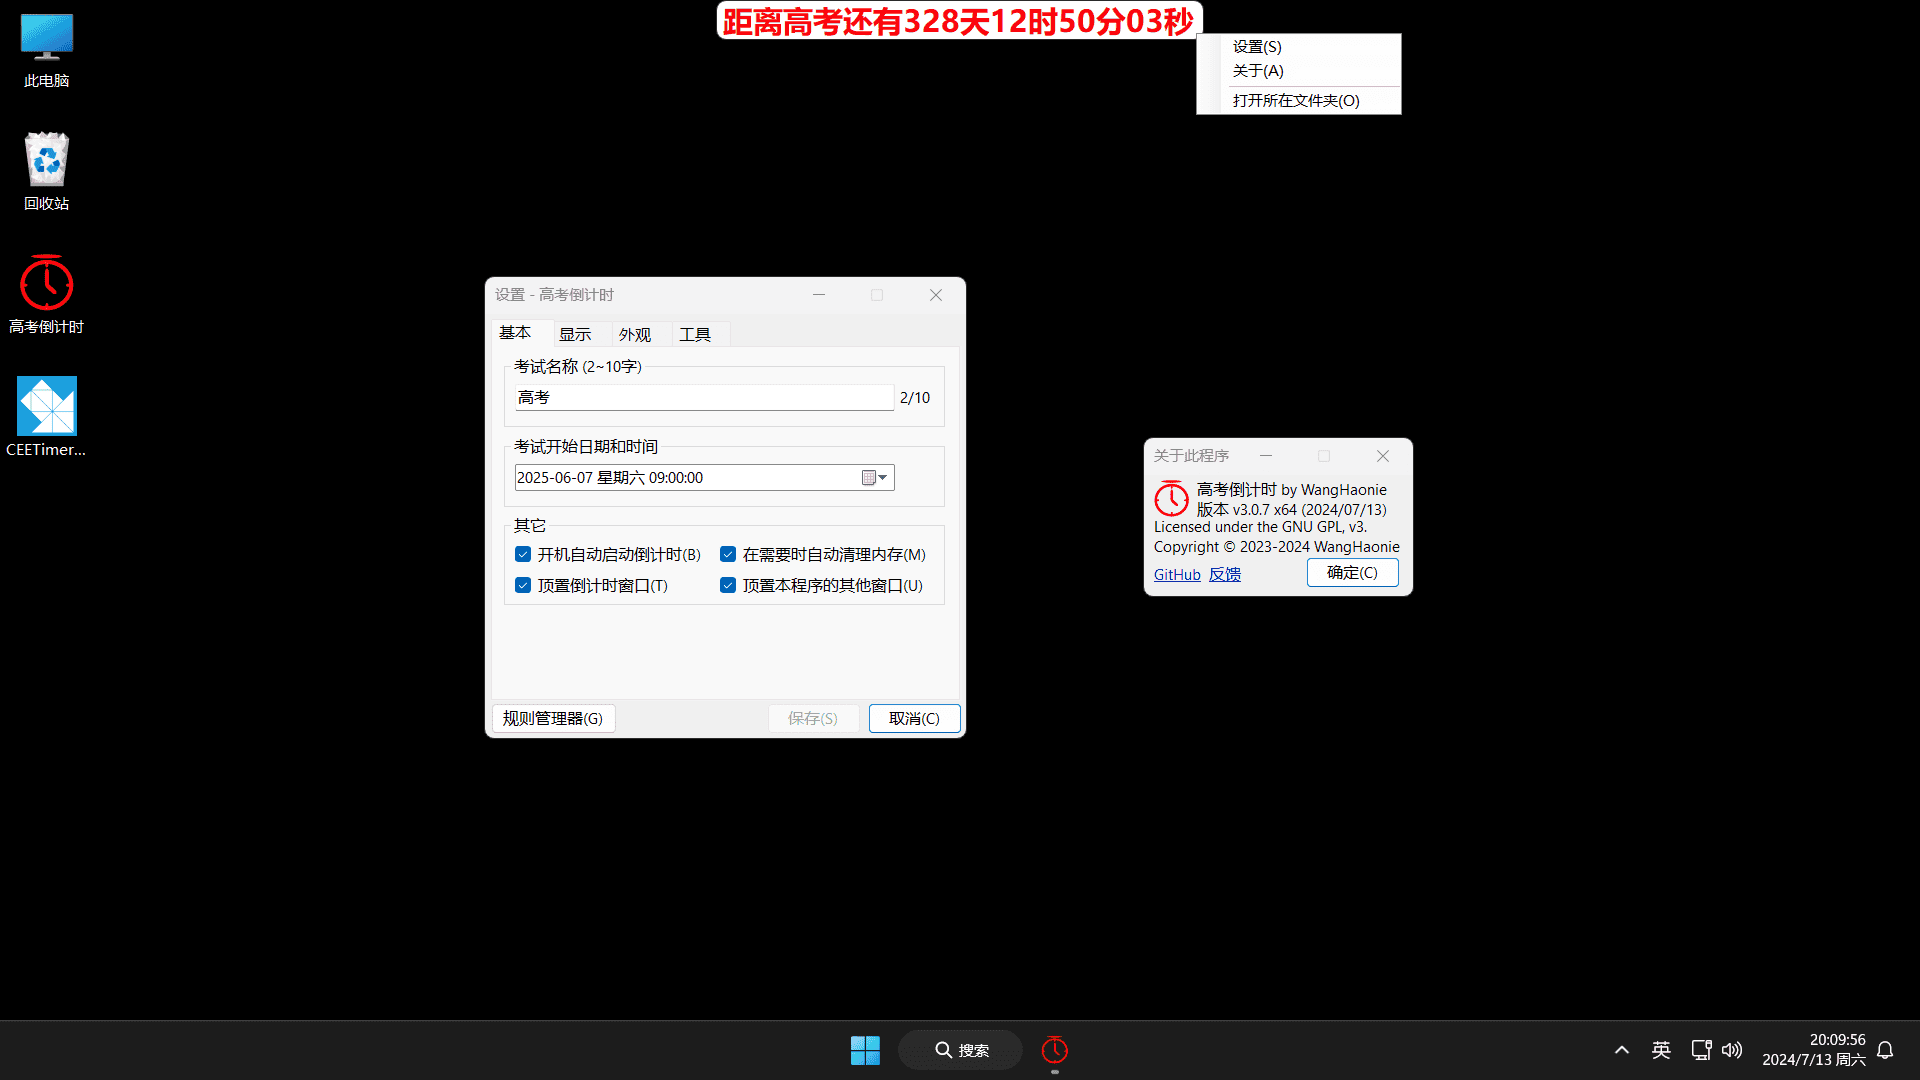 距离高考还有328天12时50分03秒
设置(S)
关于(A)
打开所在文件夹(O)
此电脑
回收站
高考倒计时
CEETimer...
设置 - 高考倒计时
基本
显示
外观
工具
考试名称 (2~10字)
高考
2/10
考试开始日期和时间
2025-06-07 星期六 09:00:00
其它
开机自动启动倒计时(B)
在需要时自动清理内存(M)
顶置倒计时窗口(T)
顶置本程序的其他窗口(U)
规则管理器(G)
保存(S)
取消(C)
关于此程序
高考倒计时 by WangHaonie
版本 v3.0.7 x64 (2024/07/13)
Licensed under the GNU GPL, v3.
Copyright © 2023-2024 WangHaonie
GitHub 反馈
确定(C)
搜索
英
20:09:56
2024/7/13 周六